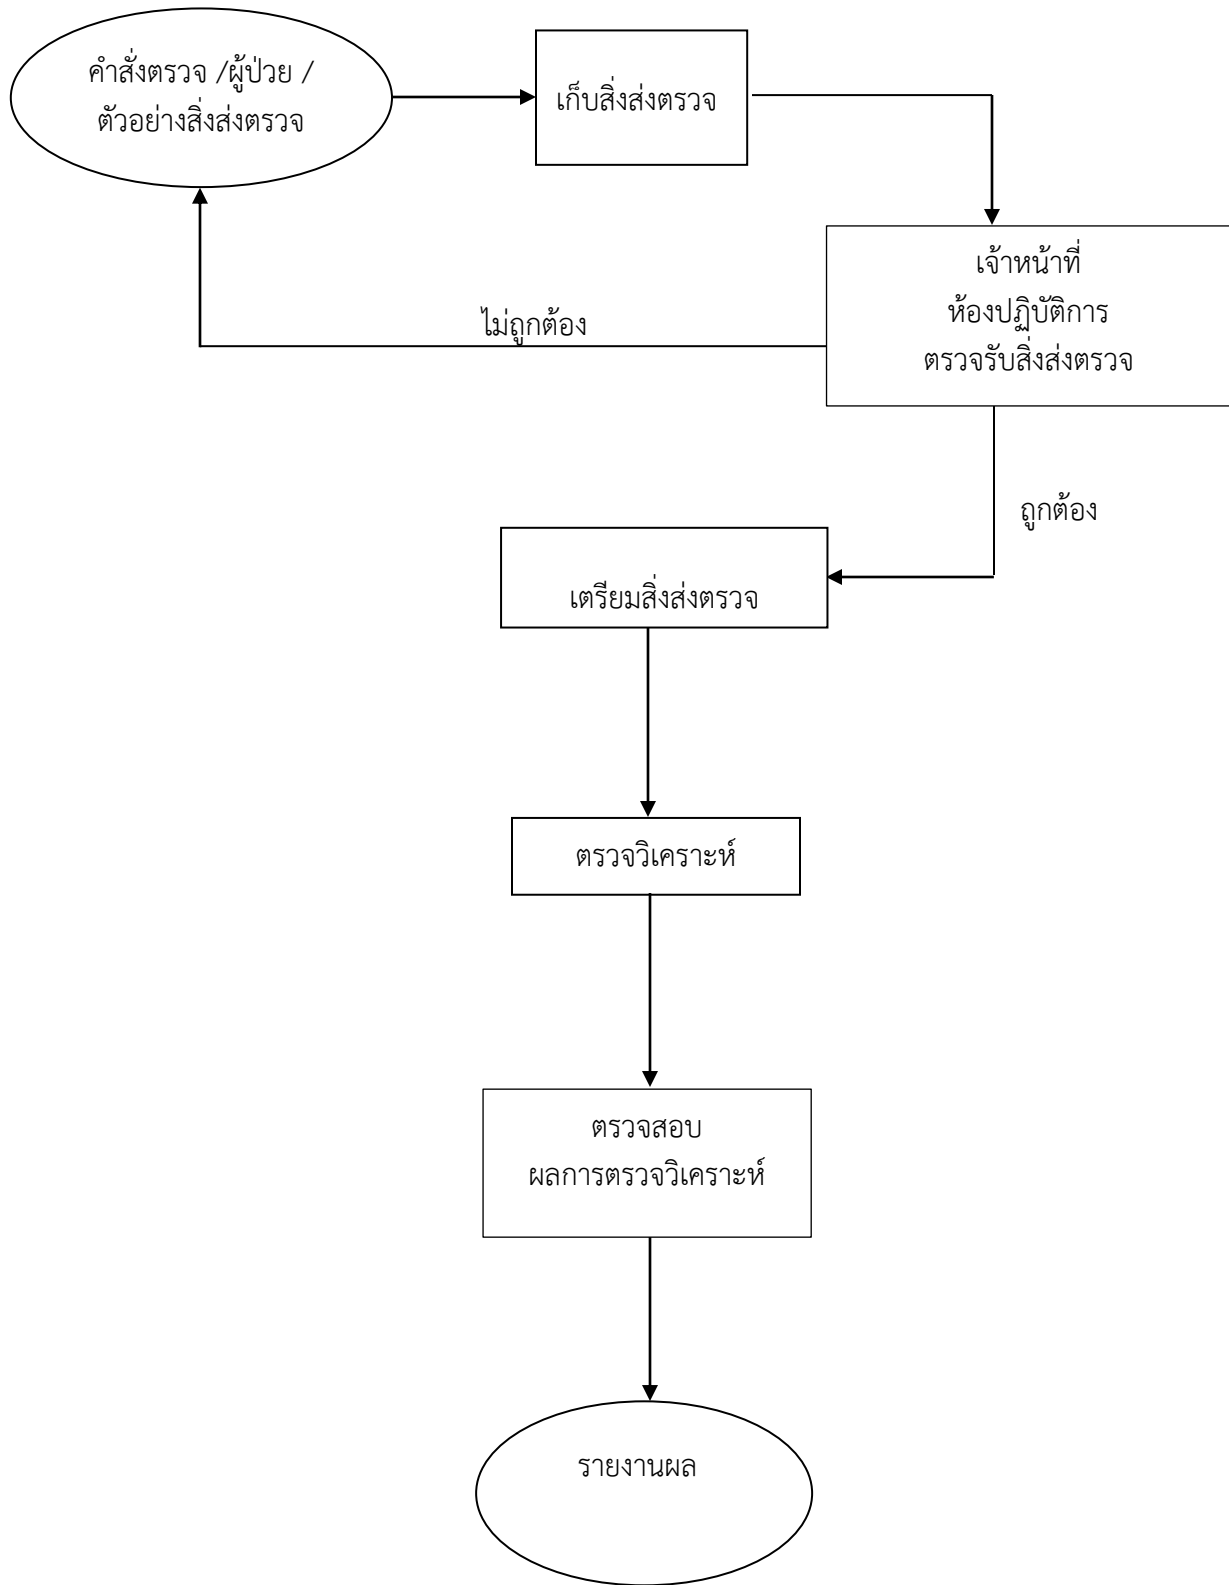 คำสั่งตรวจ /ผู้ป่วย /
ตัวอย่างสิ่งส่งตรวจ
เก็บสิ่งส่งตรวจ
เจ้าหน้าที่
ห้องปฏิบัติการ
ตรวจรับสิ่งส่งตรวจ
ไม่ถูกต้อง
ถูกต้อง
เตรียมสิ่งส่งตรวจ
ตรวจวิเคราะห์
ตรวจสอบ
ผลการตรวจวิเคราะห์
รายงานผล